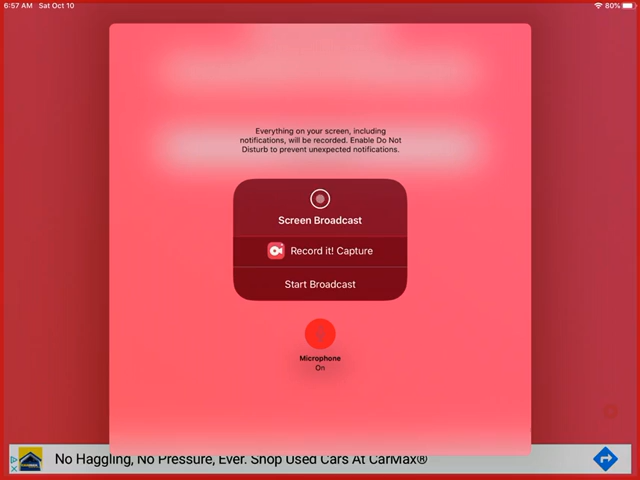 6:57 AM Sat Oct 10
80%
Everything on your screen, including
notifications, will be recorded. Enable Do Not
Disturb to prevent unexpected notifications.
Screen Broadcast
Record it! Capture
Start Broadcast
Microphone
On
No Haggling, No Pressure, Ever. Shop Used Cars At CarMax®